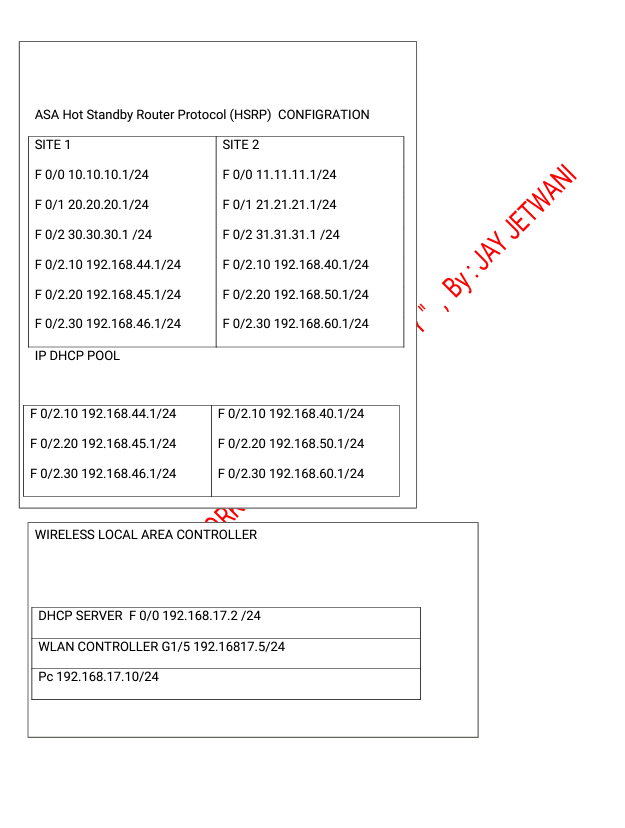 ASA Hot Standby Router Protocol (HSRP)  CONFIGRATION
SITE 1
SITE 2
F 0/0 10.10.10.1/24
F 0/0 11.11.11.1/24
F 0/1 20.20.20.1/24
F 0/1 21.21.21.1/24
F 0/2 30.30.30.1 /24
F 0/2 31.31.31.1 /24
F 0/2.10 192.168.44.1/24
F 0/2.10 192.168.40.1/24
F 0/2.20 192.168.45.1/24
F 0/2.20 192.168.50.1/24
F 0/2.30 192.168.46.1/24
F 0/2.30 192.168.60.1/24
IP DHCP POOL
F 0/2.10 192.168.44.1/24
F 0/2.10 192.168.40.1/24
F 0/2.20 192.168.45.1/24
F 0/2.20 192.168.50.1/24
F 0/2.30 192.168.46.1/24
F 0/2.30 192.168.60.1/24
" , By : JAY JETWANI
WIRELESS LOCAL AREA CONTROLLER
DHCP SERVER  F 0/0 192.168.17.2 /24
WLAN CONTROLLER G1/5 192.16817.5/24
Pc 192.168.17.10/24